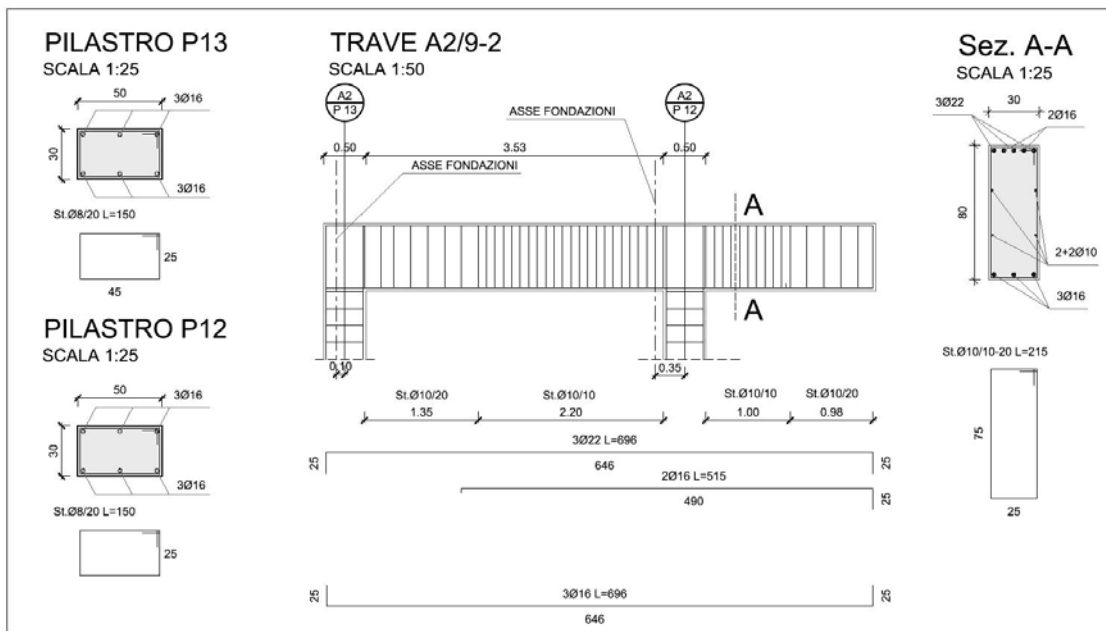 PILASTRO P13
SCALA 1:25
50
3Ø16
30
3Ø16
St.Ø8/20 L=150
25
45
PILASTRO P12
SCALA 1:25
50
3Ø16
30
3Ø16
St.Ø8/20 L=150
25
TRAVE A2/9-2
SCALA 1:50
A2
P 13
A2
P 12
ASSE FONDAZIONI
0.50
3.53
0.50
ASSE FONDAZIONI
A
A
0.10
0.35
St.Ø10/20
St.Ø10/10
St.Ø10/10
St.Ø10/20
1.35
2.20
1.00
0.98
3Ø22 L=696
25
646
25
2Ø16 L=515
490
25
25
3Ø16 L=696
25
646
Sez. A-A
SCALA 1:25
3Ø22
30
2Ø16
80
2+2Ø10
3Ø16
St.Ø10/10-20 L=215
75
25